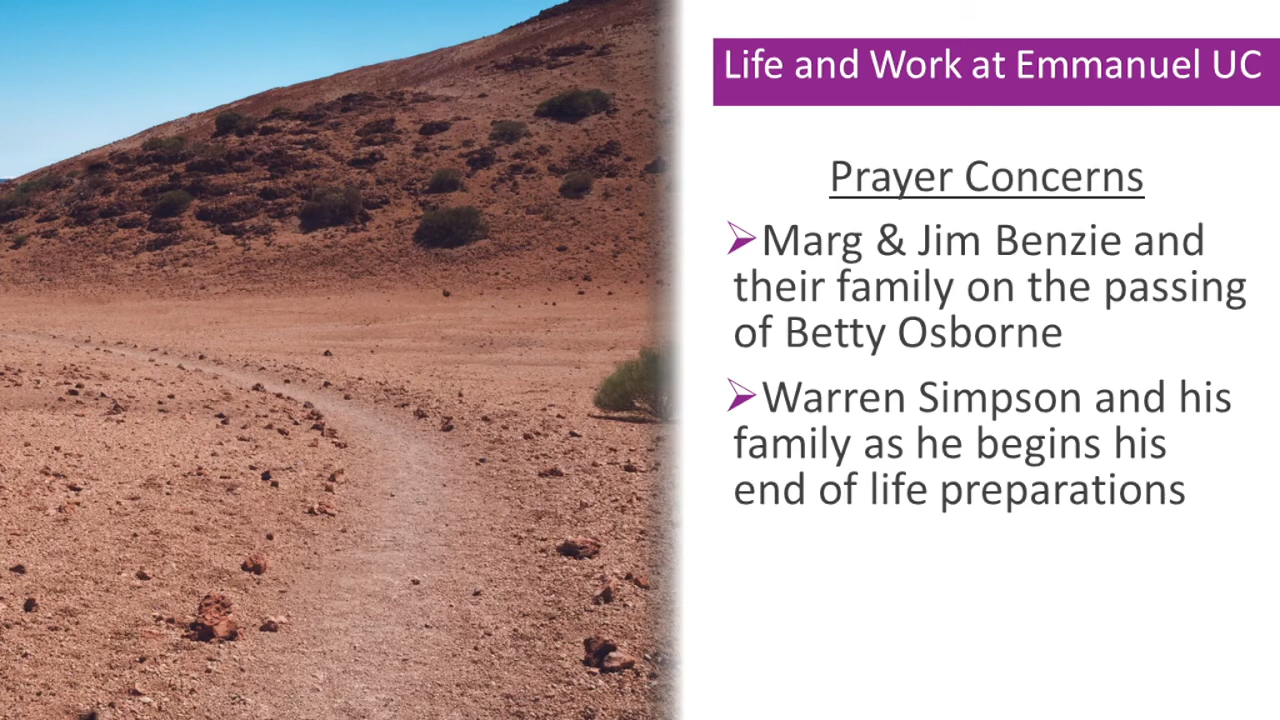 Life and Work at Emmanuel UC
Prayer Concerns
➢Marg & Jim Benzie and
their family on the passing
of Betty Osborne
➢Warren Simpson and his
family as he begins his
end of life preparations